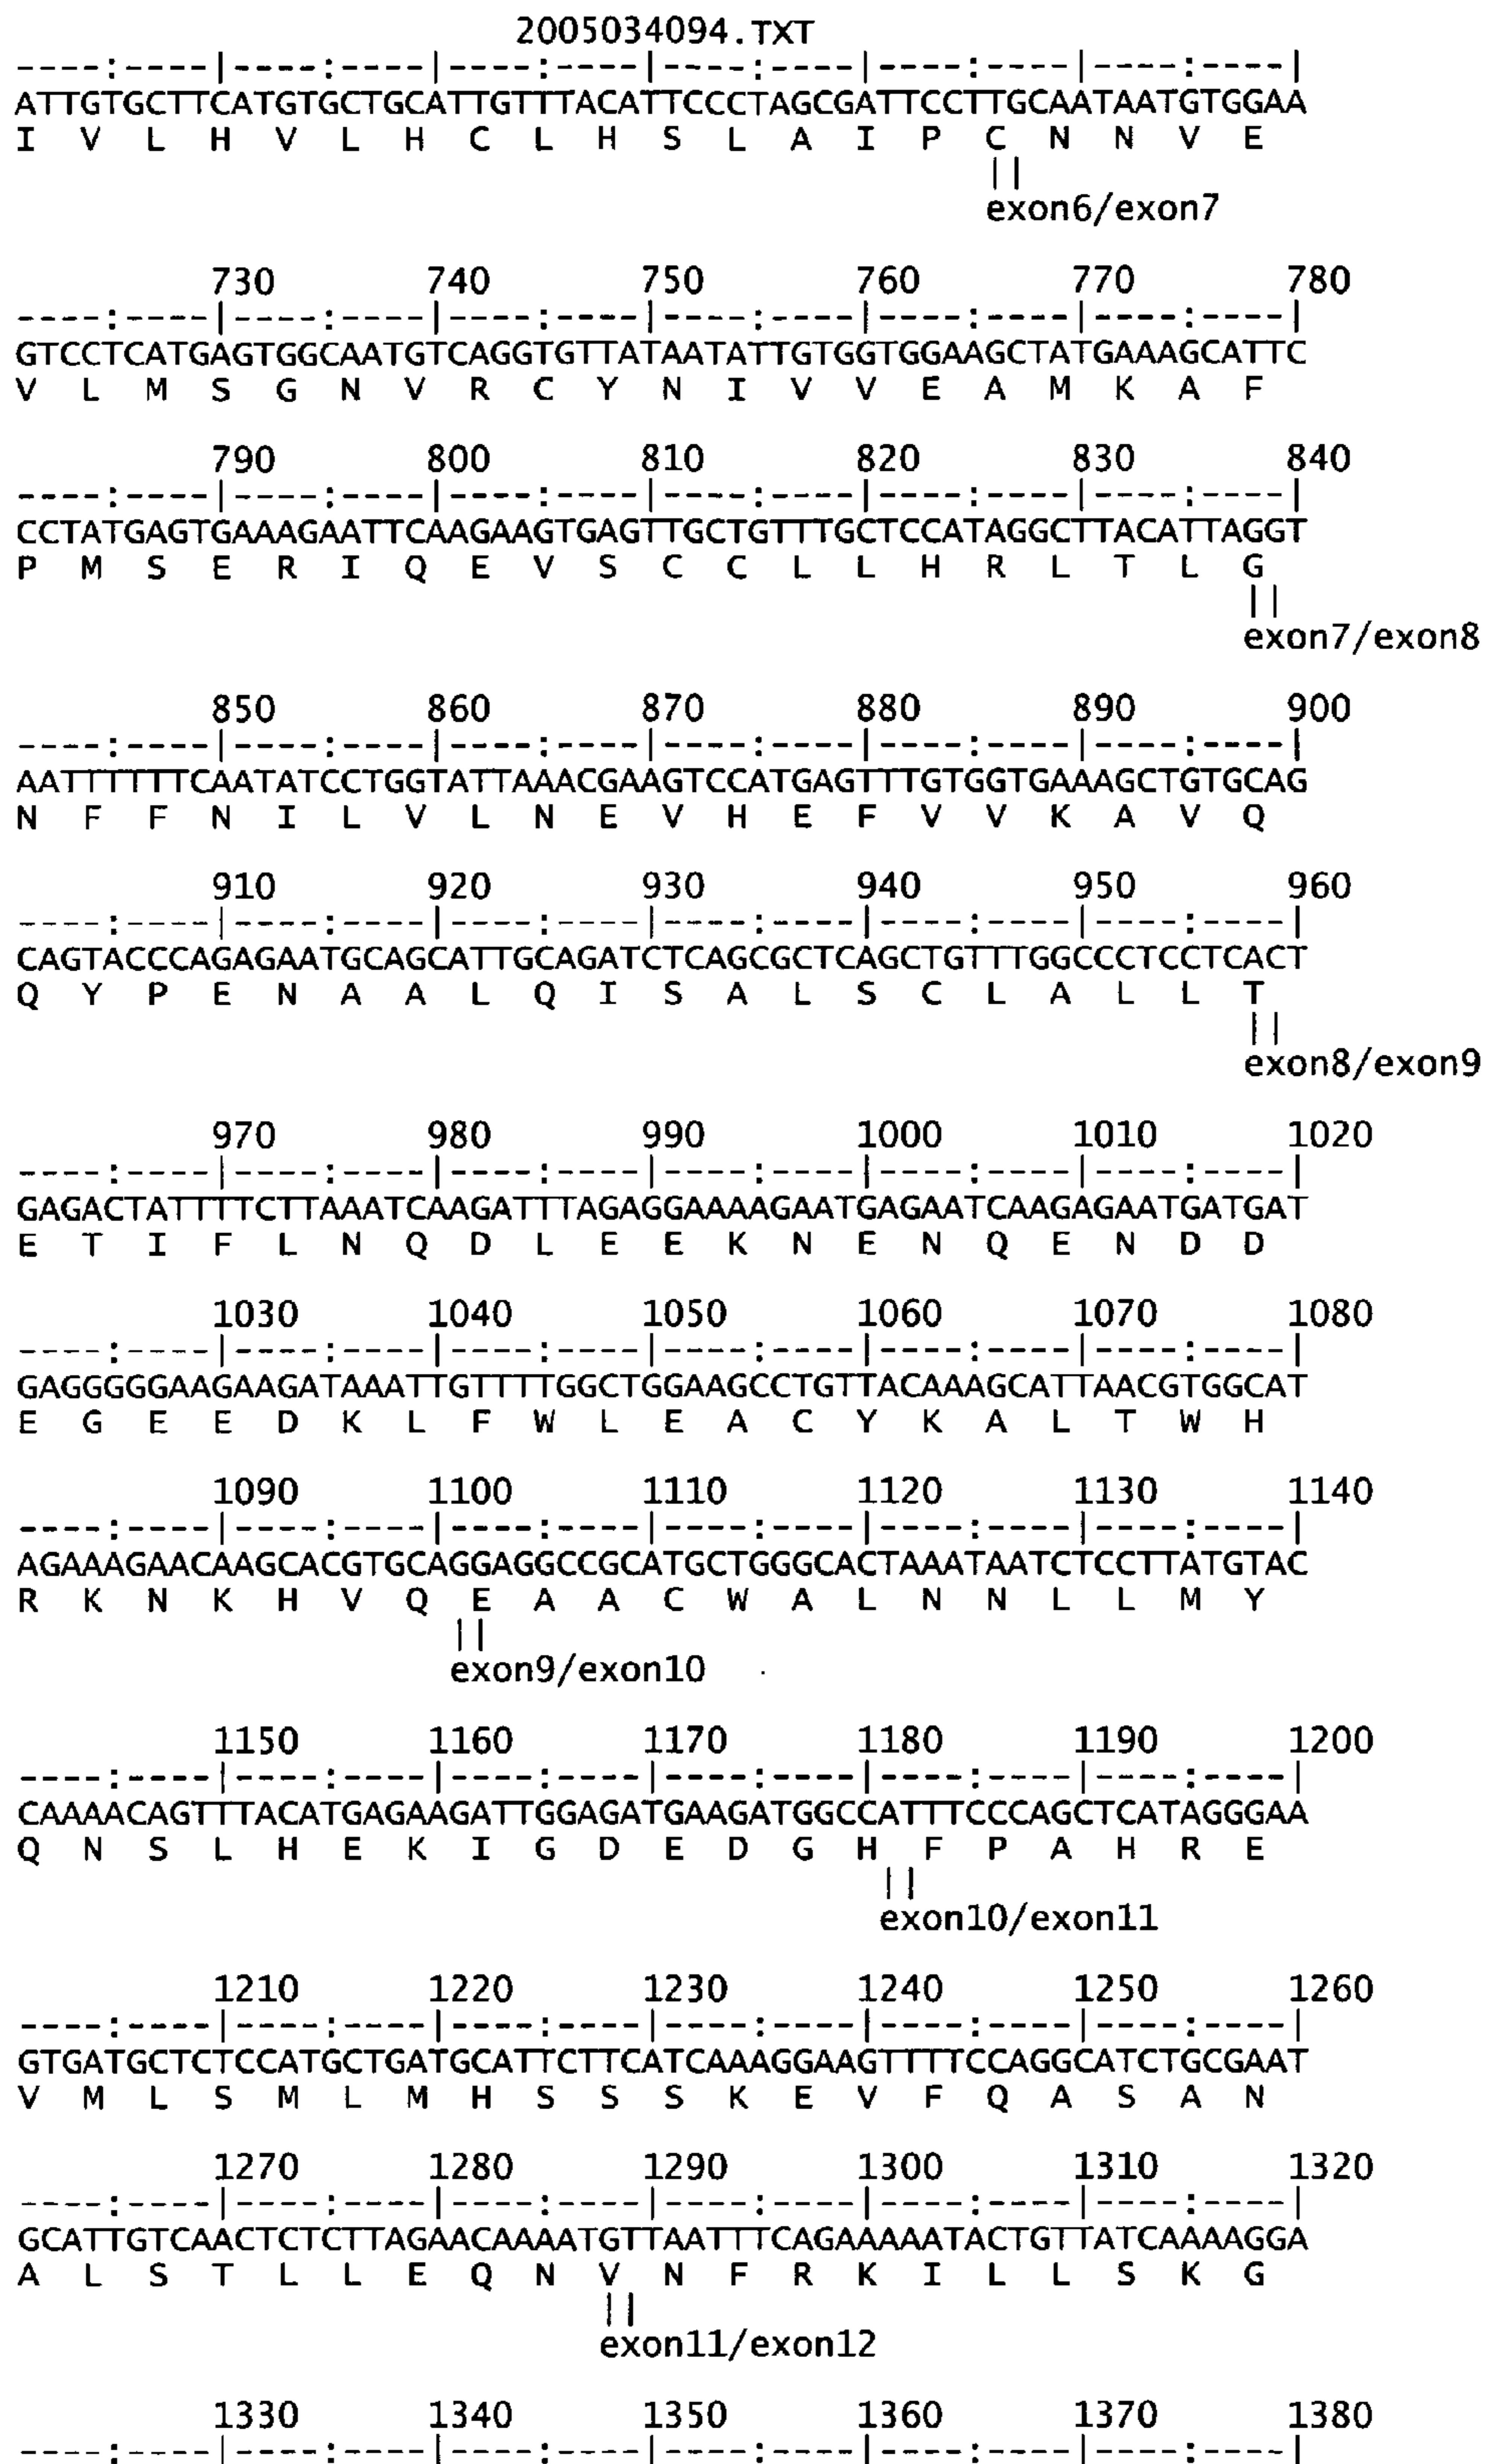 2005034094.TXT
----:----|----:----|----:----|----:----|----:----|----:----|
ATTGTGCTTCATGTGCTGCATTGTTTACATTCCCTAGCGATTCCTTGCAATAATGTGGAA
I V L H V L H C L H S L A I P C N N V E
||
exon6/exon7
730 740 750 760 770 780
----:----|----:----|----:----|----:----|----:----|----:----|
GTCCTCATGAGTGGCAATGTCAGGTGTTATAATATTGTGGTGGAAGCTATGAAAGCATTC
V L M S G N V R C Y N I V V E A M K A F
790 800 810 820 830 840
----:----|----:----|----:----|----:----|----:----|----:----|
CCTATGAGTGAAAGAATTCAAGAAGTGAGTTGCTGTTTGCTCCATAGGCTTACATTAGGT
P M S E R I Q E V S C C L L H R L T L G
||
exon7/exon8
850 860 870 880 890 900
----:----|----:----|----:----|----:----|----:----|----:----|
AATTTTTTCAATATCCTGGTATTAAACGAAGTCCATGAGTTTGTGGTGAAAGCTGTGCAG
N F F N I L V L N E V H E F V V K A V Q
910 920 930 940 950 960
----:----|----:----|----:----|----:----|----:----|----:----|
CAGTACCCAGAGAATGCAGCATTGCAGATCTCAGCGCTCAGCTGTTTGGCCCTCCTCACT
Q Y P E N A A L Q I S A L S C L A L L T
||
exon8/exon9
970 980 990 1000 1010 1020
----:----|----:----|----:----|----:----|----:----|----:----|
GAGACTATTTTCTTAAATCAAGATTTAGAGGAAAAGAATGAGAATCAAGAGAATGATGAT
E T I F L N Q D L E E K N E N Q E N D D
1030 1040 1050 1060 1070 1080
----:----|----:----|----:----|----:----|----:----|----:----|
GAGGGGGAAGAAGATAAATTGTTTTGGCTGGAAGCCTGTTACAAAGCATTAACGTGGCAT
E G E E D K L F W L E A C Y K A L T W H
1090 1100 1110 1120 1130 1140
----:----|----:----|----:----|----:----|----:----|----:----|
AGAAAGAACAAGCACGTGCAGGAGGCCGCATGCTGGGCACTAAATAATCTCCTTATGTAC
R K N K H V Q E A A C W A L N N L L M Y
||
exon9/exon10
1150 1160 1170 1180 1190 1200
----:----|----:----|----:----|----:----|----:----|----:----|
CAAAACAGTTTACATGAGAAGATTGGAGATGAAGATGGCCATTTCCCAGCTCATAGGGAA
Q N S L H E K I G D E D G H F P A H R E
||
exon10/exon11
1210 1220 1230 1240 1250 1260
----:----|----:----|----:----|----:----|----:----|----:----|
GTGATGCTCTCCATGCTGATGCATTCTTCATCAAAGGAAGTTTTCCAGGCATCTGCGAAT
V M L S M L M H S S S K E V F Q A S A N
1270 1280 1290 1300 1310 1320
----:----|----:----|----:----|----:----|----:----|----:----|
GCATTGTCAACTCTCTTAGAACAAAATGTTAATTTCAGAAAAATACTGTTATCAAAAGGA
A L S T L L E Q N V N F R K I L L S K G
||
exon11/exon12
1330 1340 1350 1360 1370 1380
----:----|----:----|----:----|----:----|----:----|----:----|